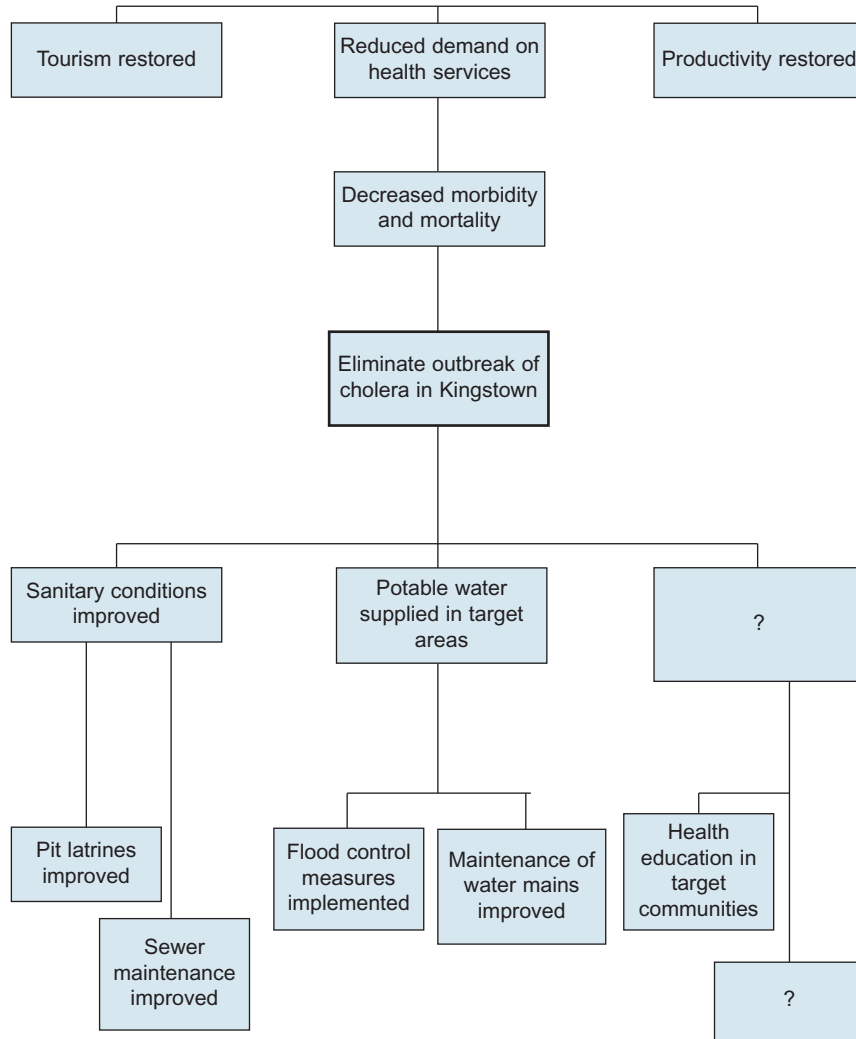 Tourism restored
Reduced demand on
health services
Productivity restored
Decreased morbidity
and mortality
Eliminate outbreak of
cholera in Kingstown
Sanitary conditions
improved
Potable water
supplied in target
areas
?
Pit latrines
improved
Sewer
maintenance
improved
Flood control
measures
implemented
Maintenance of
water mains
improved
Health
education in
target
communities
?